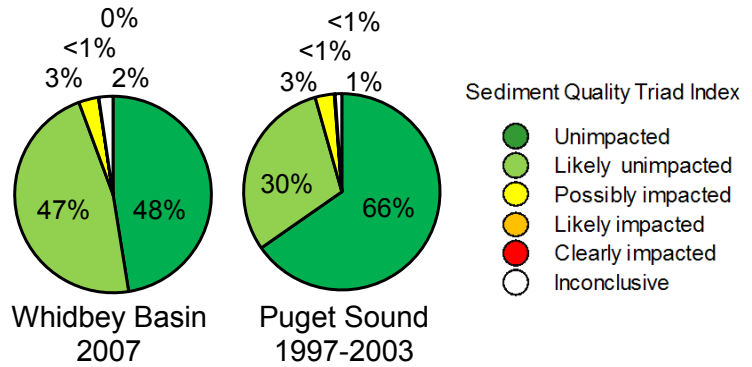 0%
<1%
3%
2%
47%
48%
Whidbey Basin
2007
<1%
<1%
3%
1%
30%
66%
Puget Sound
1997-2003
Sediment Quality Triad Index
Unimpacted
Likely unimpacted
Possibly impacted
Likely impacted
Clearly impacted
Inconclusive